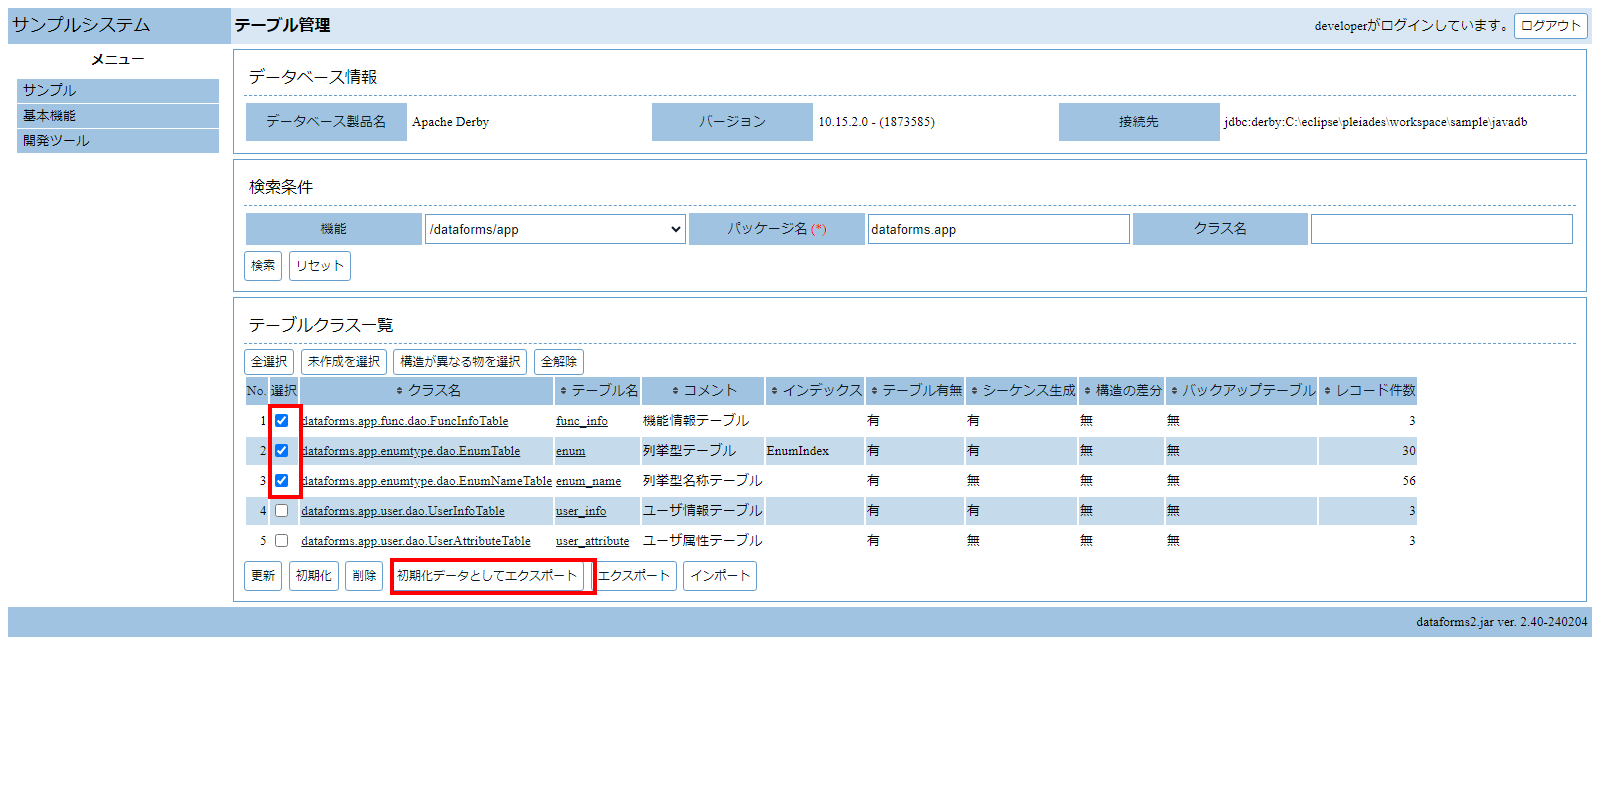 サンプルシステム
テーブル管理
developerがログインしています。 ログアウト
メニュー
サンプル
基本機能
開発ツール
データベース情報
データベース製品名 Apache Derby バージョン 10.15.2.0 - (1873585) 接続先 jdbc:derby:C:\eclipse\pleiades\workspace\sample\javadb
検索条件
機能 /dataforms/app パッケージ名 (*) dataforms.app クラス名
検索 リセット
テーブルクラス一覧
全選択 未作成を選択 構造が異なる物を選択 全解除
No. 選択 クラス名 テーブル名 コメント インデックス テーブル有無 シーケンス生成 構造の差分 バックアップテーブル レコード件数
1 dataforms.app.func.dao.FuncInfoTable func_info 機能情報テーブル 有 有 無 無 3
2 dataforms.app.enumtype.dao.EnumTable enum 列挙型テーブル EnumIndex 有 有 無 無 30
3 dataforms.app.enumtype.dao.EnumNameTable enum_name 列挙型名称テーブル 有 無 無 無 56
4 dataforms.app.user.dao.UserInfoTable user_info ユーザ情報テーブル 有 有 無 無 3
5 dataforms.app.user.dao.UserAttributeTable user_attribute ユーザ属性テーブル 有 無 無 無 3
更新 初期化 削除 初期化データとしてエクスポート エクスポート インポート
dataforms2.jar ver. 2.40-240204